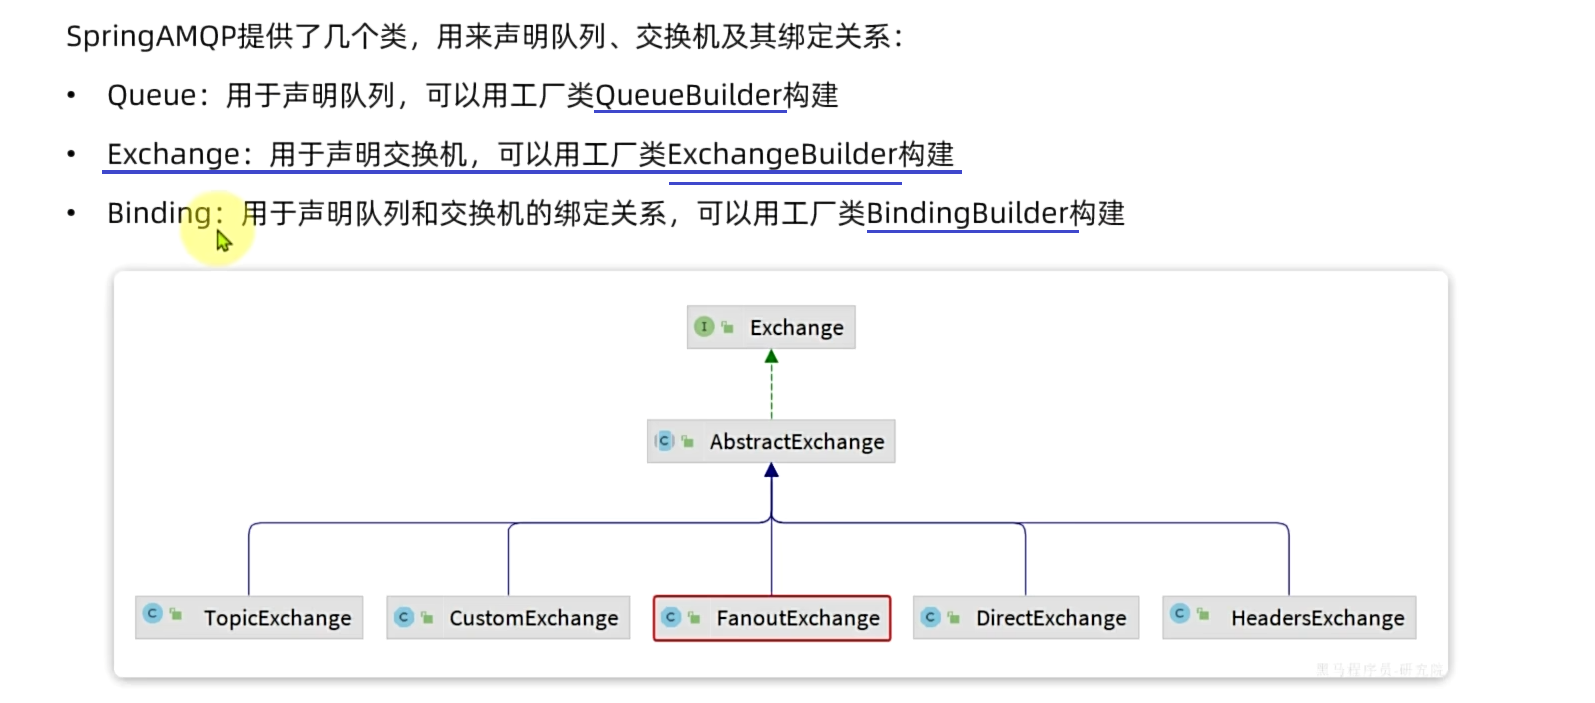 SpringAMQP提供了几个类，用来声明队列、交换机及其绑定关系：
• Queue：用于声明队列，可以用工厂类QueueBuilder构建
• Exchange：用于声明交换机，可以用工厂类ExchangeBuilder构建
• Binding：用于声明队列和交换机的绑定关系，可以用工厂类BindingBuilder构建
I Exchange
C AbstractExchange
C TopicExchange
C CustomExchange
C FanoutExchange
C DirectExchange
C HeadersExchange
黑马程序员-研究院